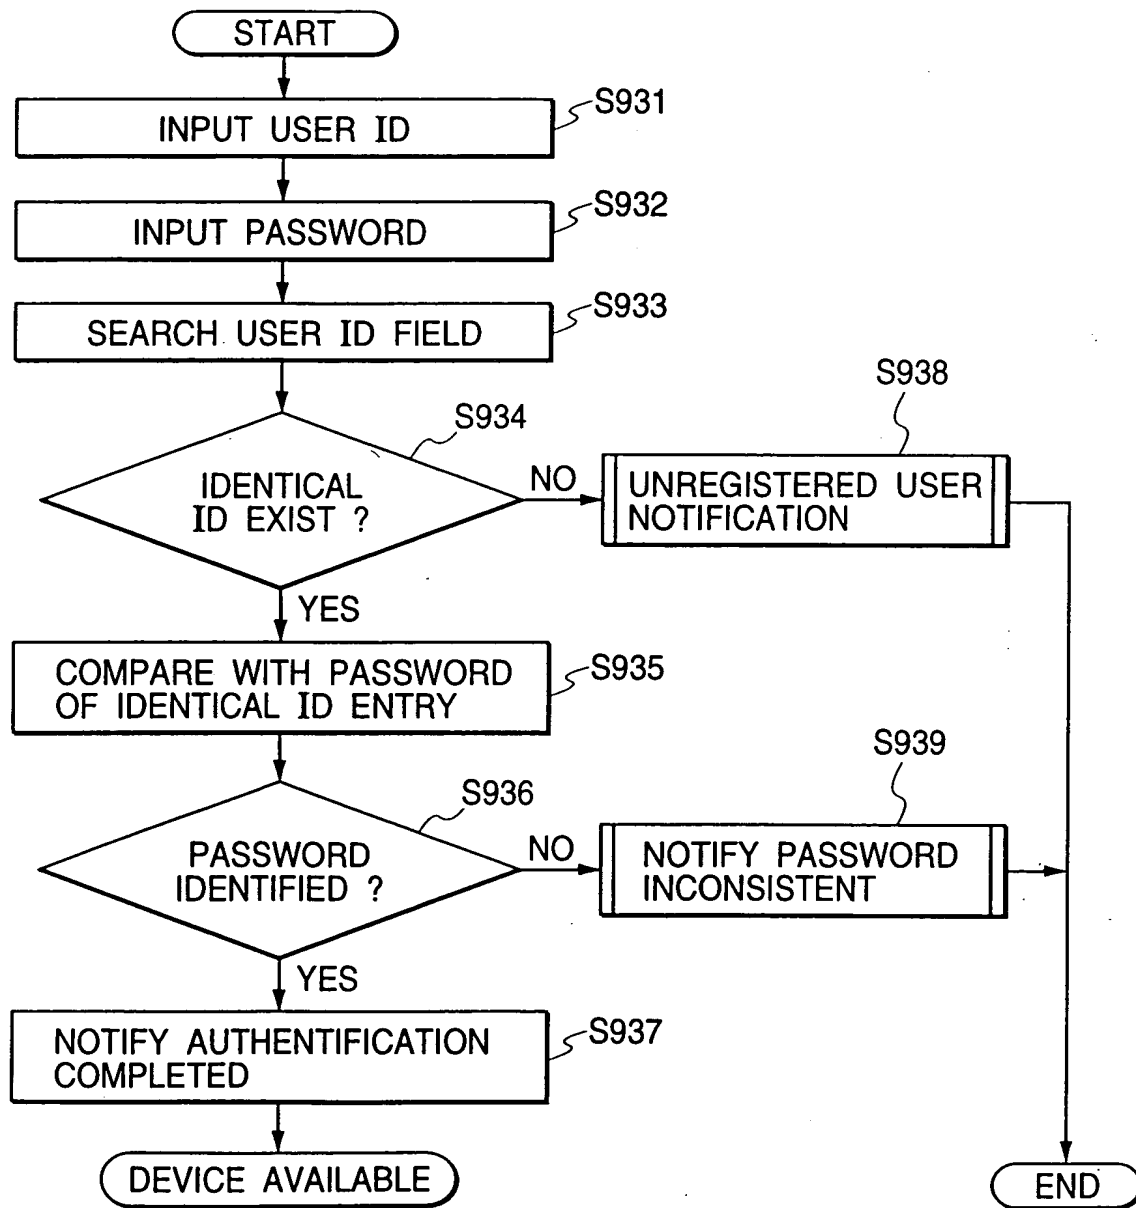 START
S931
INPUT USER ID
S932
INPUT PASSWORD
S933
SEARCH USER ID FIELD
S934
IDENTICAL
ID EXIST ?
NO
S938
UNREGISTERED USER
NOTIFICATION
YES
S935
COMPARE WITH PASSWORD
OF IDENTICAL ID ENTRY
S936
PASSWORD
IDENTIFIED ?
NO
S939
NOTIFY PASSWORD
INCONSISTENT
YES
S937
NOTIFY AUTHENTIFICATION
COMPLETED
DEVICE AVAILABLE
END